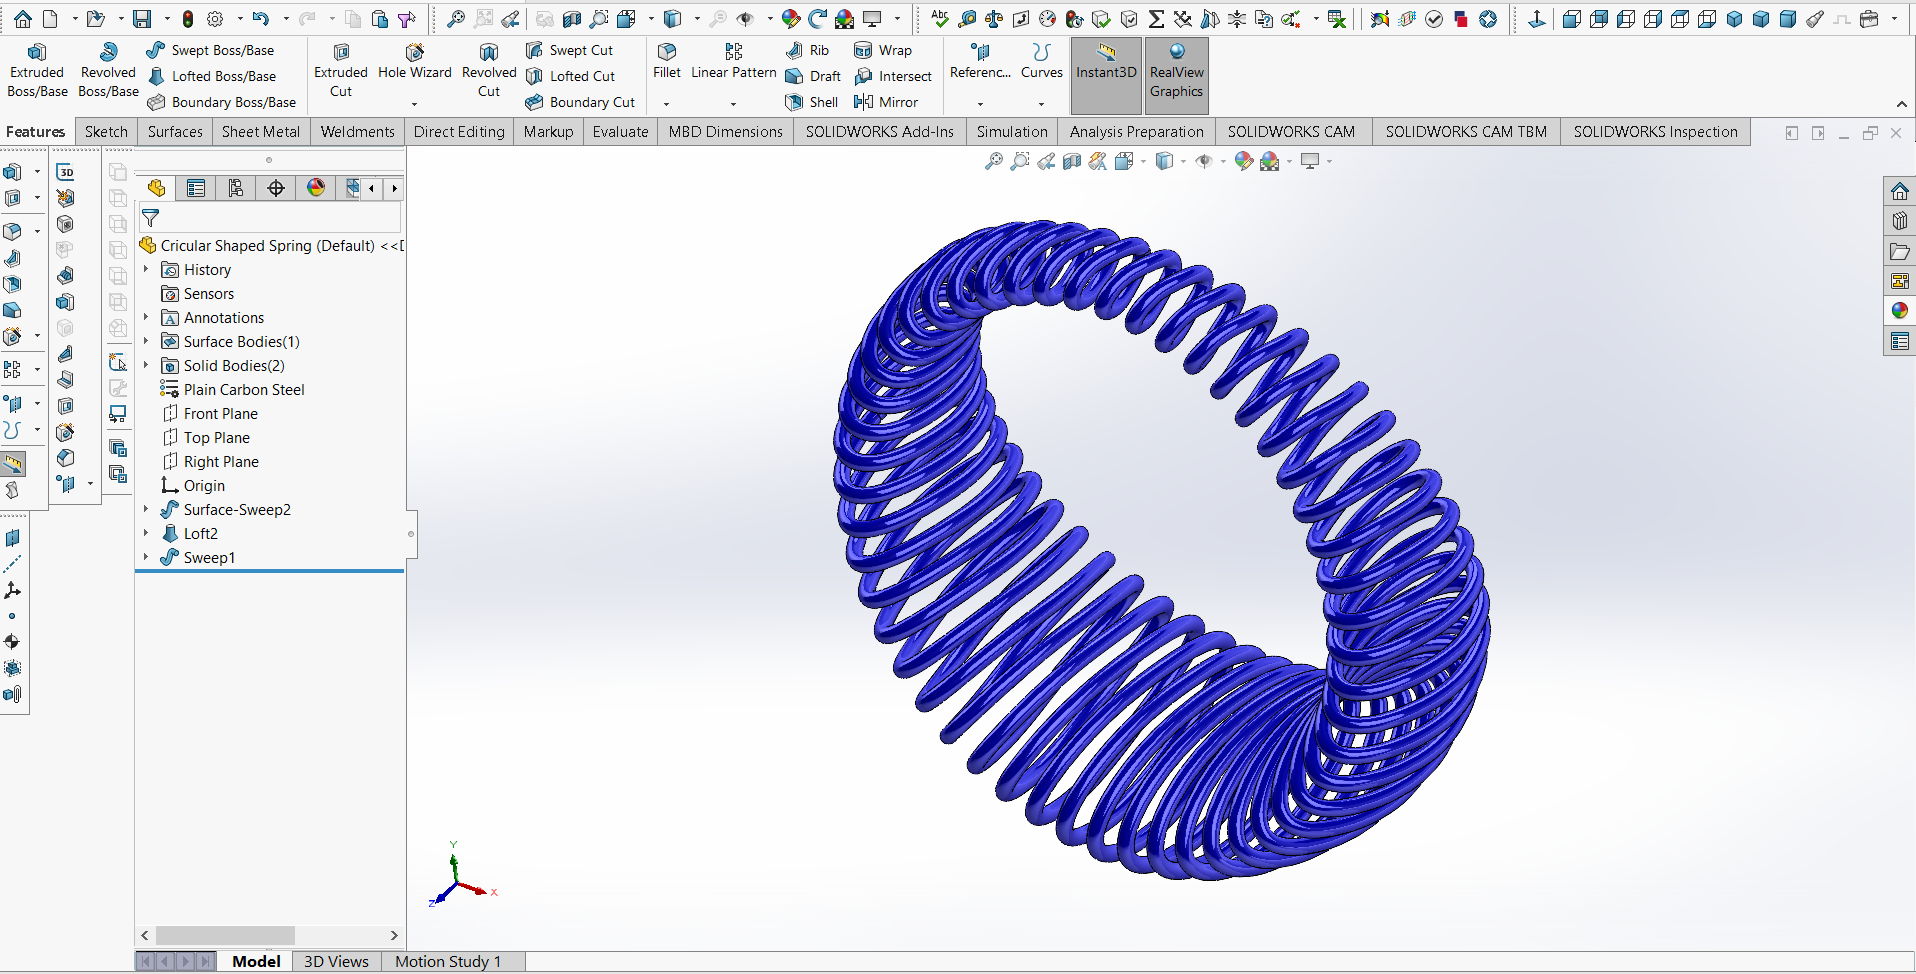 Extruded Boss/Base
Revolved Boss/Base
Swept Boss/Base
Lofted Boss/Base
Boundary Boss/Base
Extruded Cut
Hole Wizard
Revolved Cut
Swept Cut
Lofted Cut
Boundary Cut
Fillet
Linear Pattern
Rib
Draft
Shell
Wrap
Intersect
Mirror
Referenc...
Curves
Instant3D
RealView Graphics
Features
Sketch
Surfaces
Sheet Metal
Weldments
Direct Editing
Markup
Evaluate
MBD Dimensions
SOLIDWORKS Add-Ins
Simulation
Analysis Preparation
SOLIDWORKS CAM
SOLIDWORKS CAM TBM
SOLIDWORKS Inspection
3D
Cricular Shaped Spring (Default) <<D
History
Sensors
Annotations
Surface Bodies(1)
Solid Bodies(2)
Plain Carbon Steel
Front Plane
Top Plane
Right Plane
Origin
Surface-Sweep2
Loft2
Sweep1
Y
X
Z
Model
3D Views
Motion Study 1